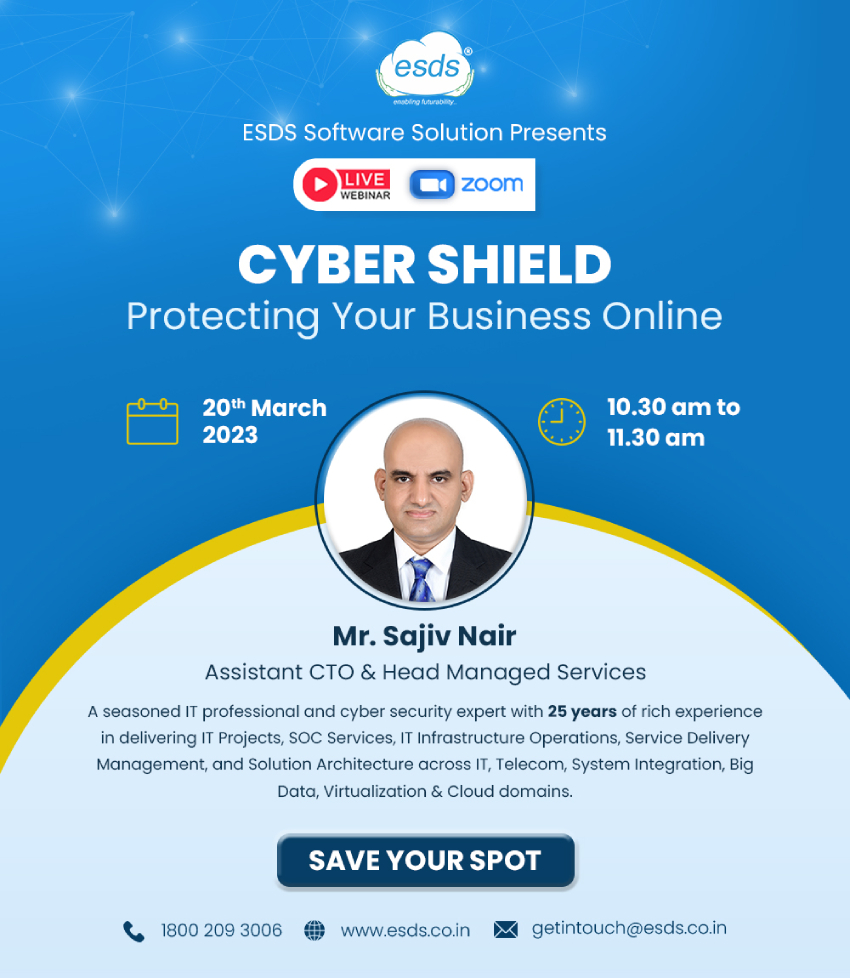 esds®
enabling futurability..
ESDS Software Solution Presents
LIVE
WEBINAR
zoom
CYBER SHIELD
Protecting Your Business Online
20th March
2023
10.30 am to
11.30 am
Mr. Sajiv Nair
Assistant CTO & Head Managed Services
A seasoned IT professional and cyber security expert with 25 years of rich experience
in delivering IT Projects, SOC Services, IT Infrastructure Operations, Service Delivery
Management, and Solution Architecture across IT, Telecom, System Integration, Big
Data, Virtualization & Cloud domains.
SAVE YOUR SPOT
1800 209 3006 www.esds.co.in getintouch@esds.co.in